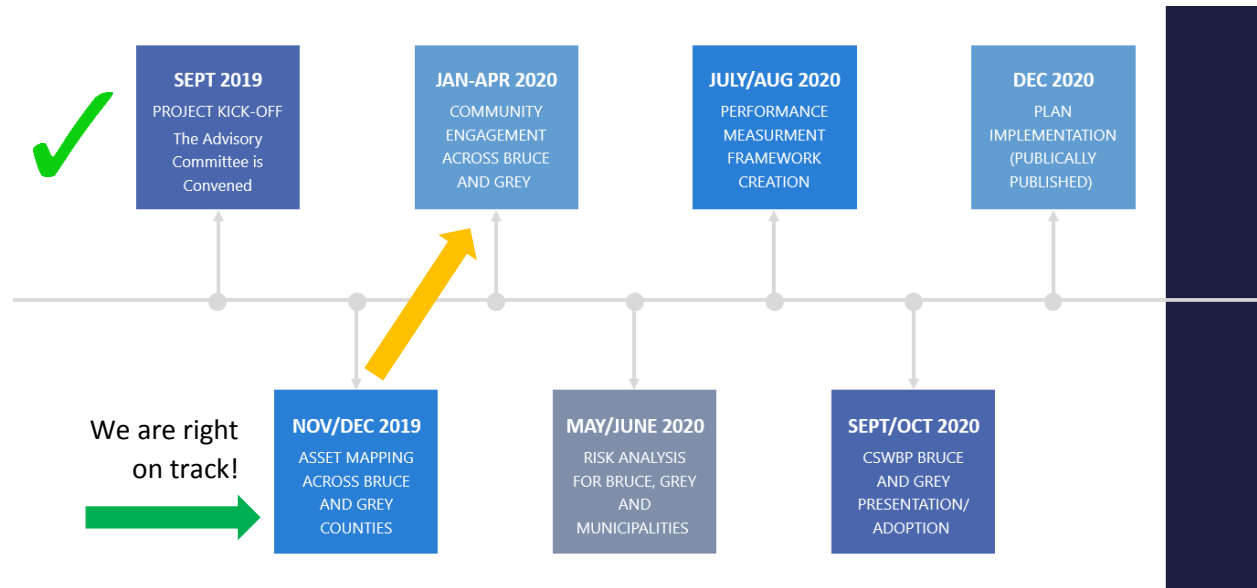 SEPT 2019
PROJECT KICK-OFF
The Advisory
Committee is
Convened
JAN-APR 2020
COMMUNITY
ENGAGEMENT
ACROSS BRUCE
AND GREY
JULY/AUG 2020
PERFORMANCE
MEASURMENT
FRAMEWORK
CREATION
DEC 2020
PLAN
IMPLEMENTATION
(PUBLICALLY
PUBLISHED)
We are right
on track!
NOV/DEC 2019
ASSET MAPPING
ACROSS BRUCE
AND GREY
COUNTIES
MAY/JUNE 2020
RISK ANALYSIS
FOR BRUCE, GREY
AND
MUNICIPALITIES
SEPT/OCT 2020
CSWBP BRUCE
AND GREY
PRESENTATION/
ADOPTION